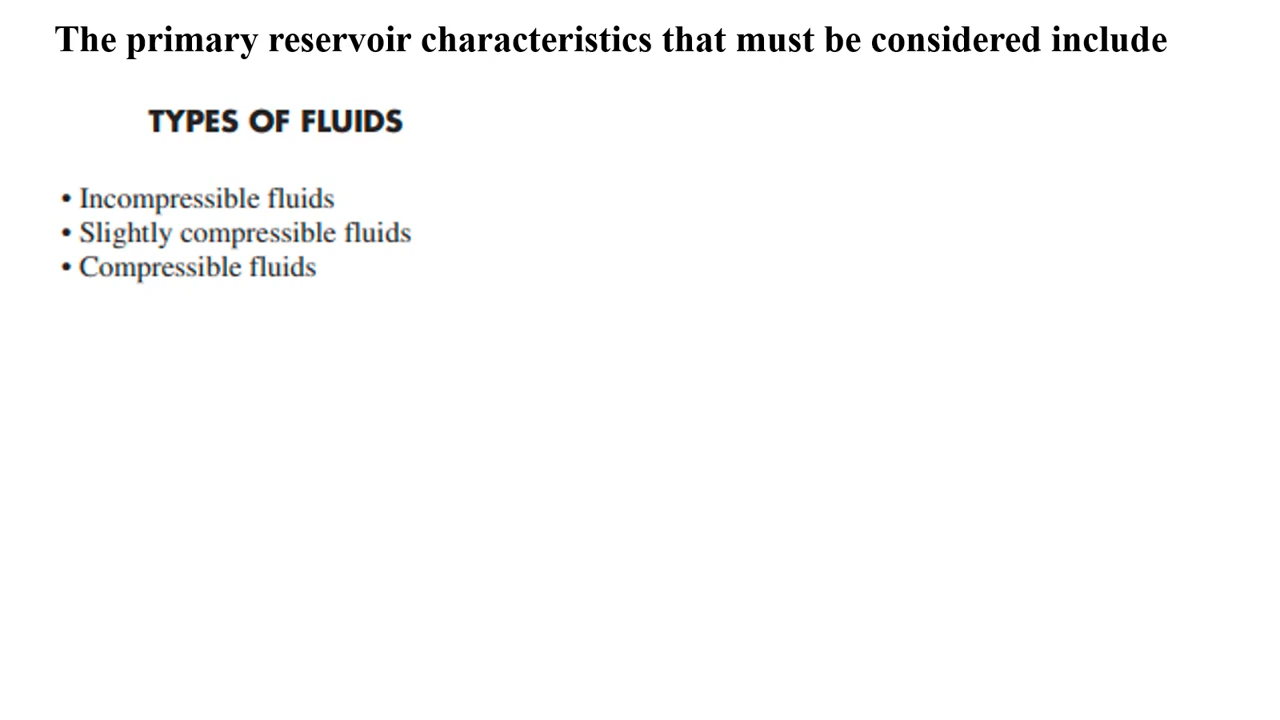 The primary reservoir characteristics that must be considered include
TYPES OF FLUIDS
• Incompressible fluids
• Slightly compressible fluids
• Compressible fluids